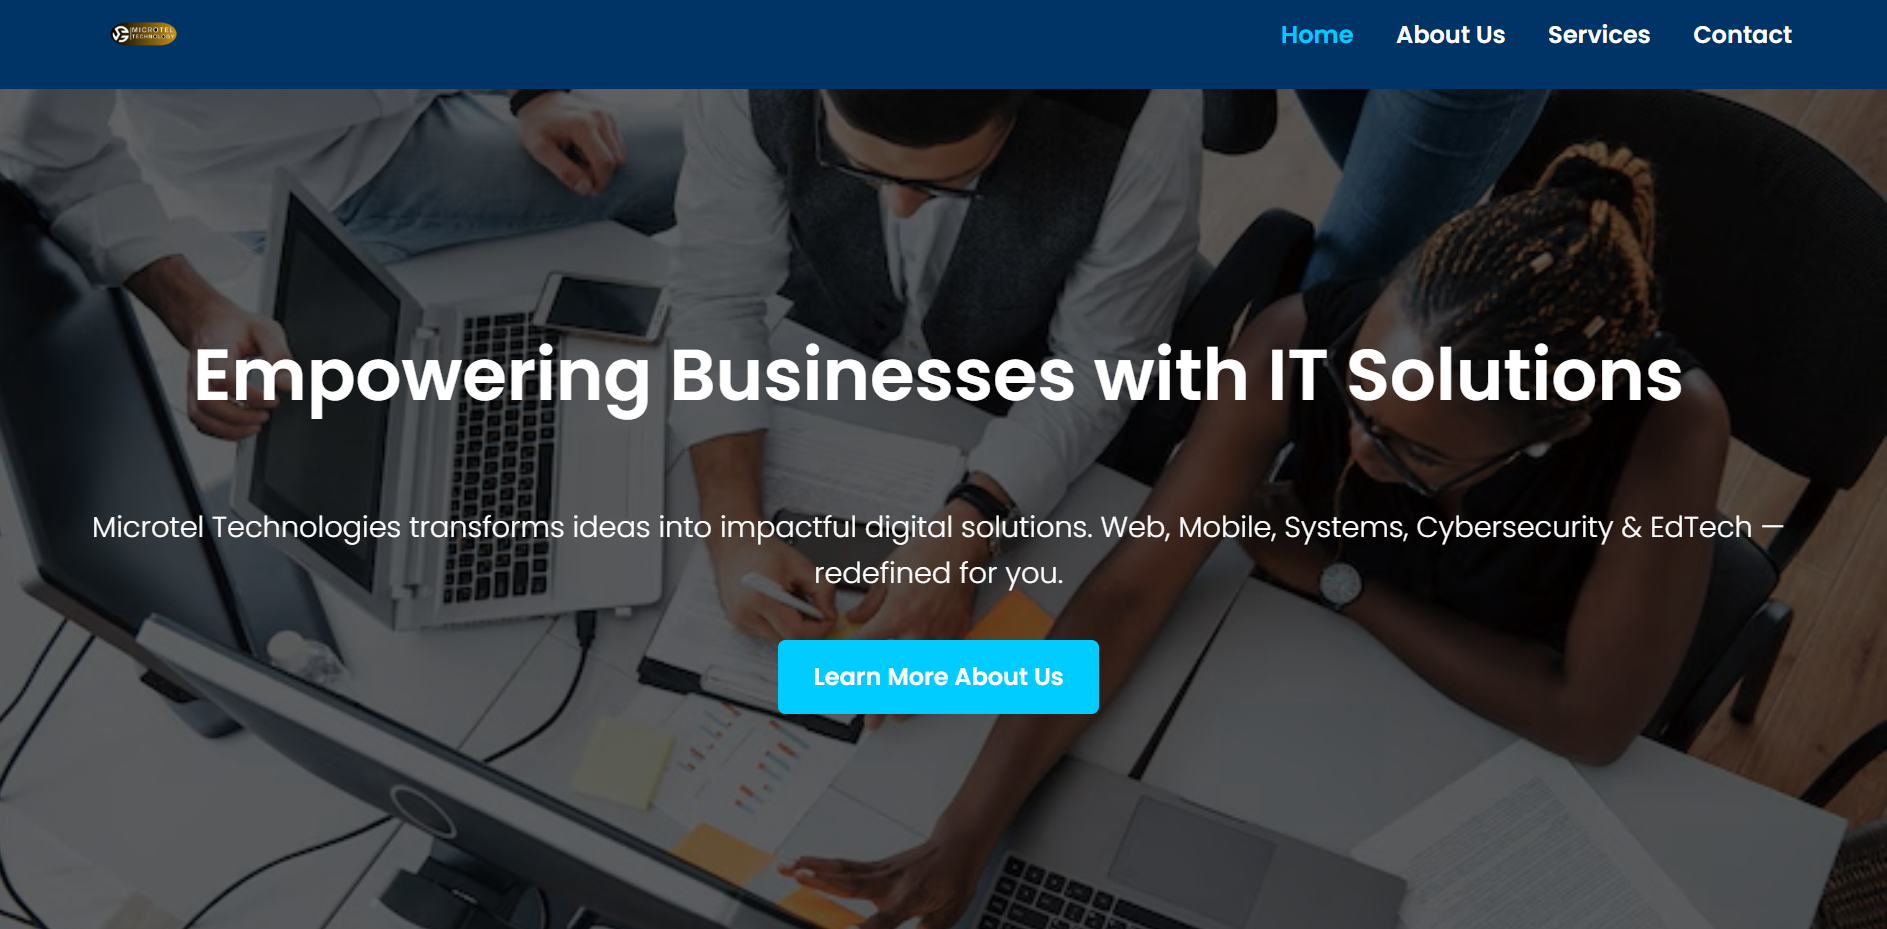 MICROTEL
TECHNOLOGY
Home About Us Services Contact
Empowering Businesses with IT Solutions
Microtel Technologies transforms ideas into impactful digital solutions. Web, Mobile, Systems, Cybersecurity & EdTech —
redefined for you.
Learn More About Us